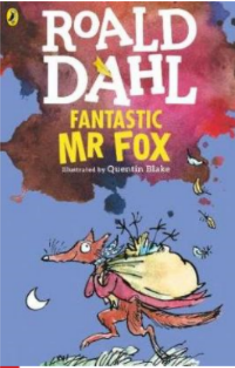 ROALD
DAHL
FANTASTIC
MR FOX
Illustrated by Quentin Blake